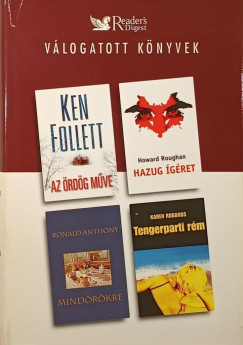 Reader's
Digest
VÁLOGATOTT KÖNYVEK
KEN
FOLLETT
AZ ÖRDÖG MŰVE
Howard Roughan
HAZUG ÍGÉRET
RONALD ANTHONY
MINDÖRÖKRE
KAREN ROBARDS
Tengerparti rém